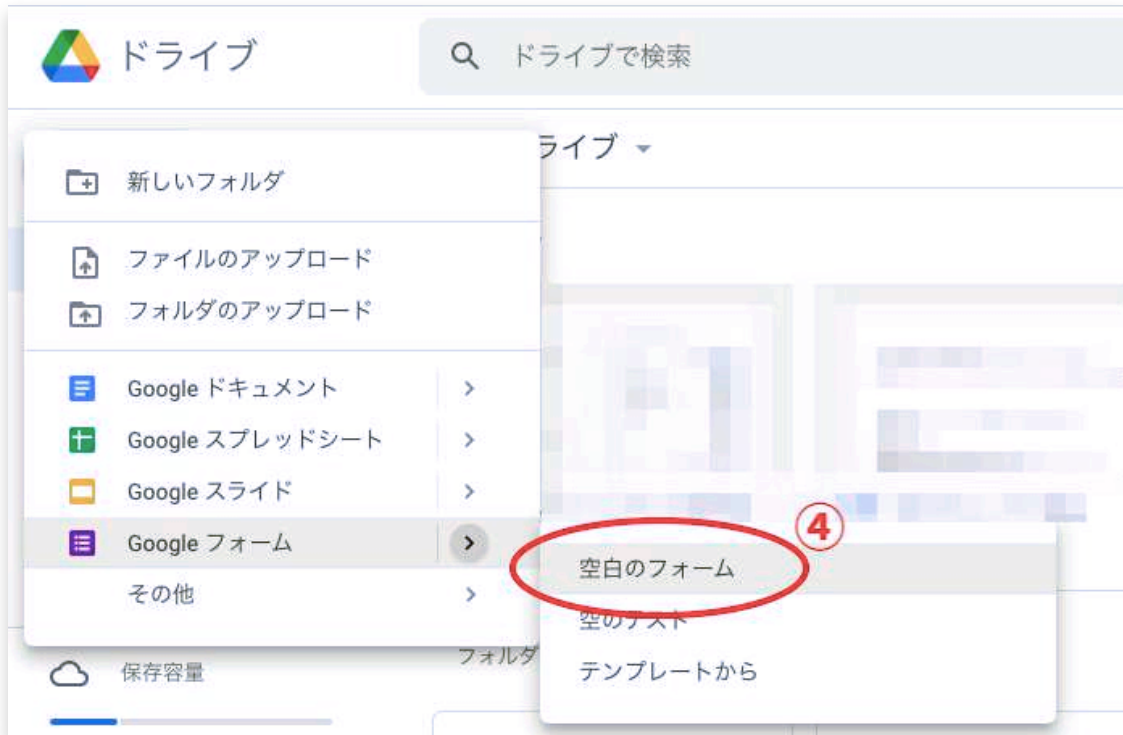 ドライブ
ドライブで検索
ライブ
新しいフォルダ
ファイルのアップロード
フォルダのアップロード
Google ドキュメント
Google スプレッドシート
Google スライド
Google フォーム
④
空白のフォーム
その他
空のテスト
フォルダ
保存容量
テンプレートから